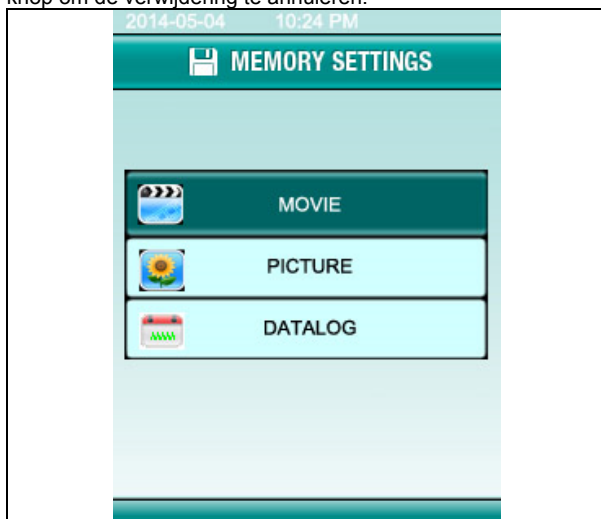 knop om de verwijdering te annuleren.
2014-05-04 10:24 PM
MEMORY SETTINGS
MOVIE
PICTURE
DATALOG